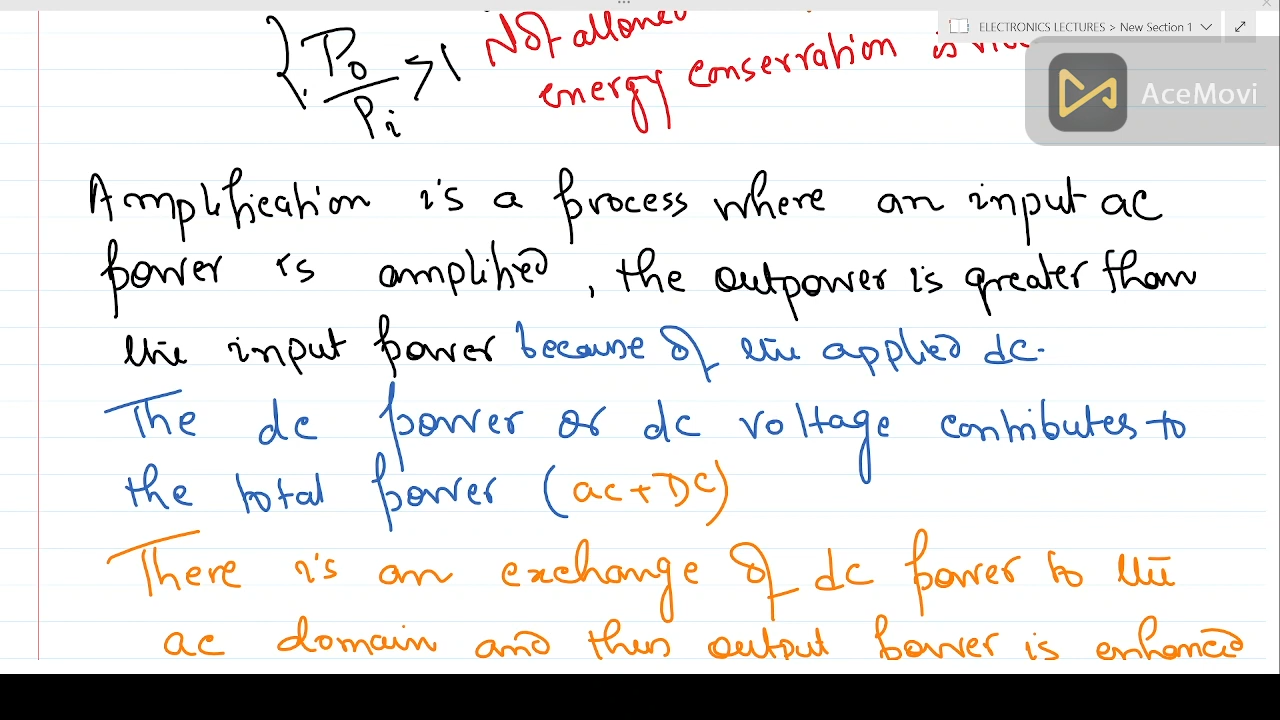 ELECTRONICS LECTURES > New Section 1
AceMovi
Po/Pi >1 Not allowed
energy conservation is
Amplification is a process where an input ac
power is amplified, the outpower is greater than
the input power because of the applied dc.
The dc power or dc voltage contributes to
the total power (ac + DC)
There is an exchange of dc power to the
ac domain and thus output power is enhanced